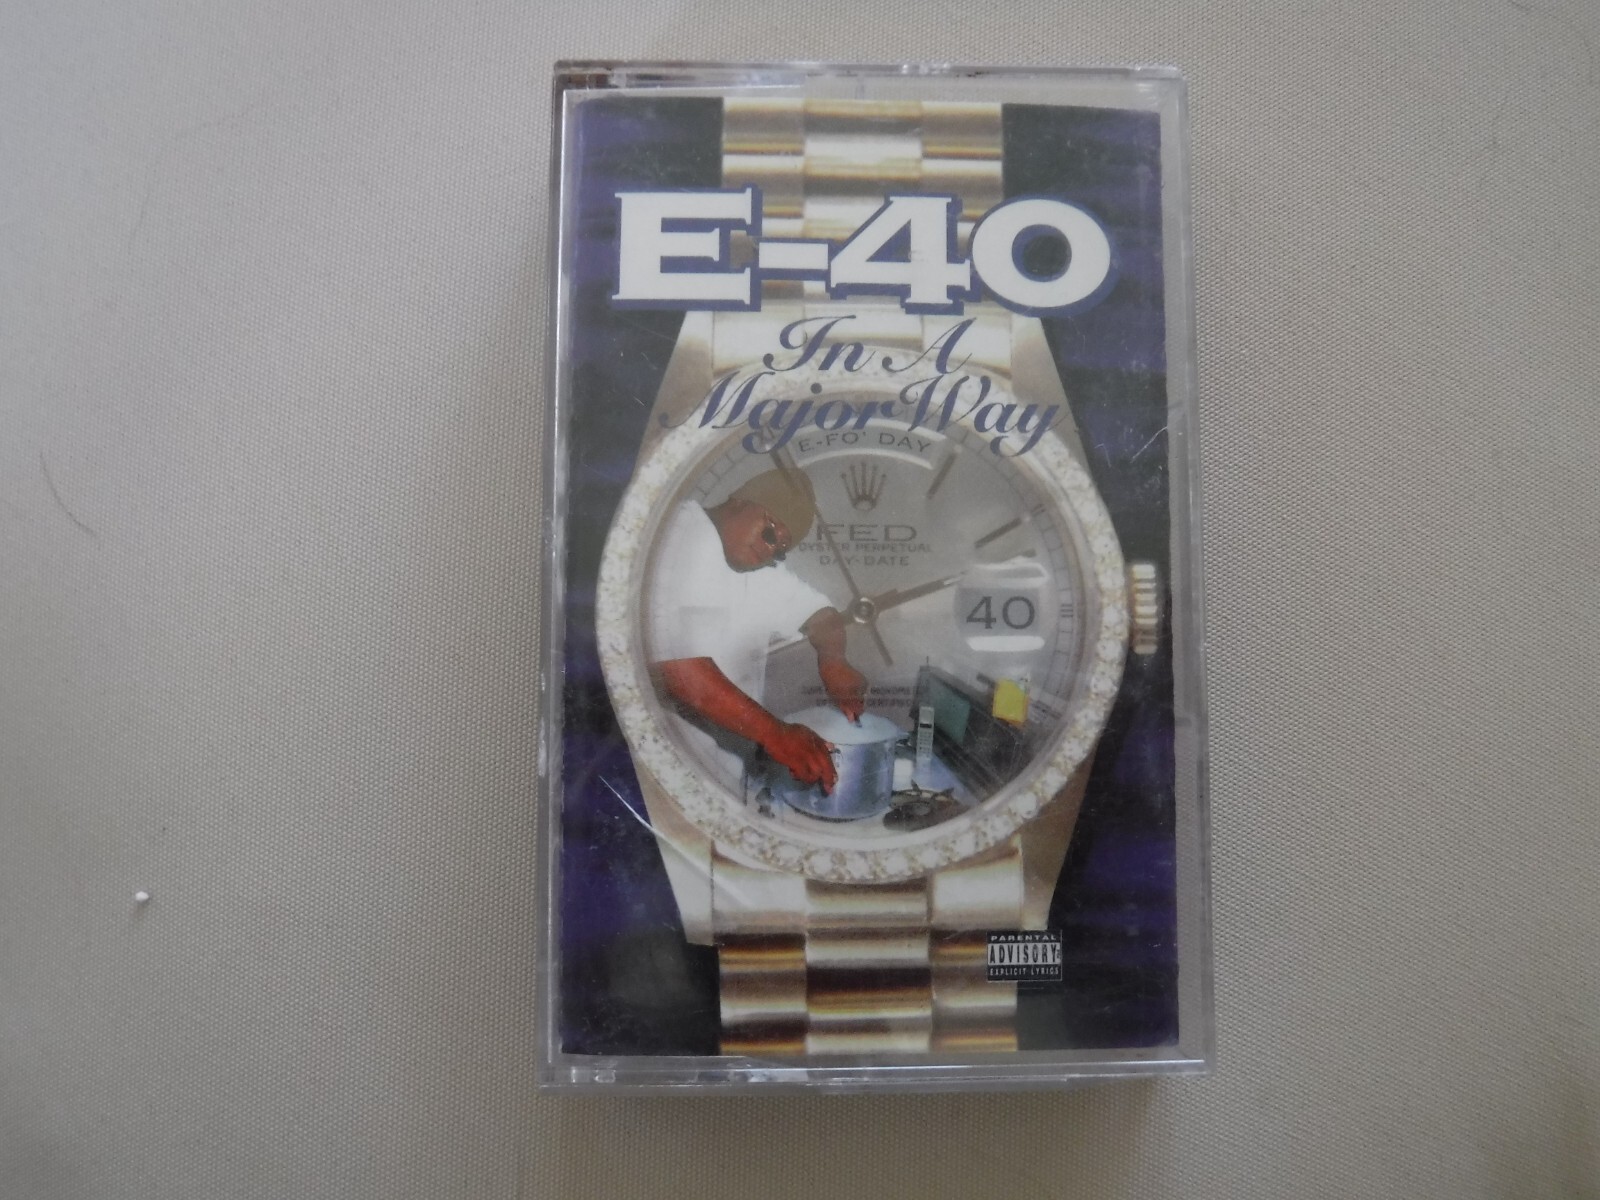 E-40
In A
Major Way
E-FO' DAY
FED
OYSTER PERPETUAL
DAY-DATE
40
PARENTAL
ADVISORY
EXPLICIT LYRICS